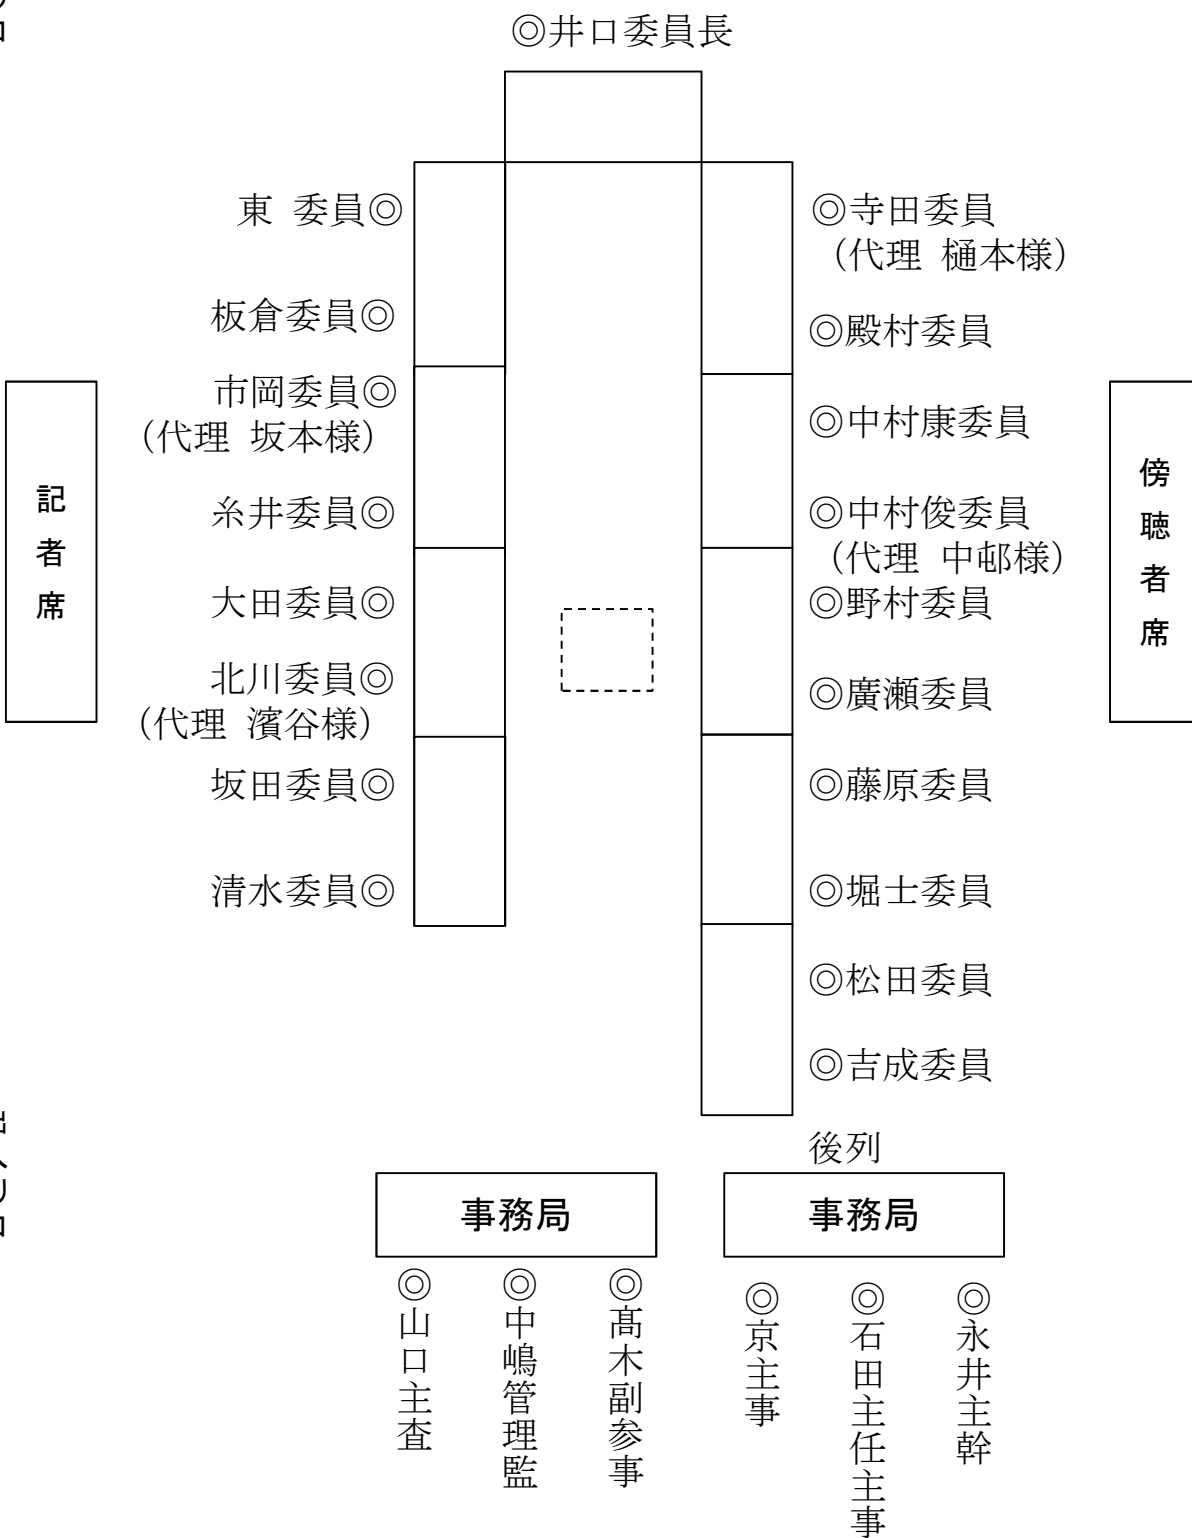 ◎井口委員長
東 委員◎
板倉委員◎
市岡委員◎
(代理 坂本様)
糸井委員◎
大田委員◎
北川委員◎
(代理 濱谷様)
坂田委員◎
清水委員◎
◎寺田委員
(代理 樋本様)
◎殿村委員
◎中村康委員
◎中村俊委員
(代理 中邨様)
◎野村委員
◎廣瀬委員
◎藤原委員
◎堀士委員
◎松田委員
◎吉成委員
記者席
傍聴者席
後列
事務局
事務局
◎山口主査
◎中嶋管理監
◎髙木副参事
◎京主事
◎石田主任主事
◎永井主幹